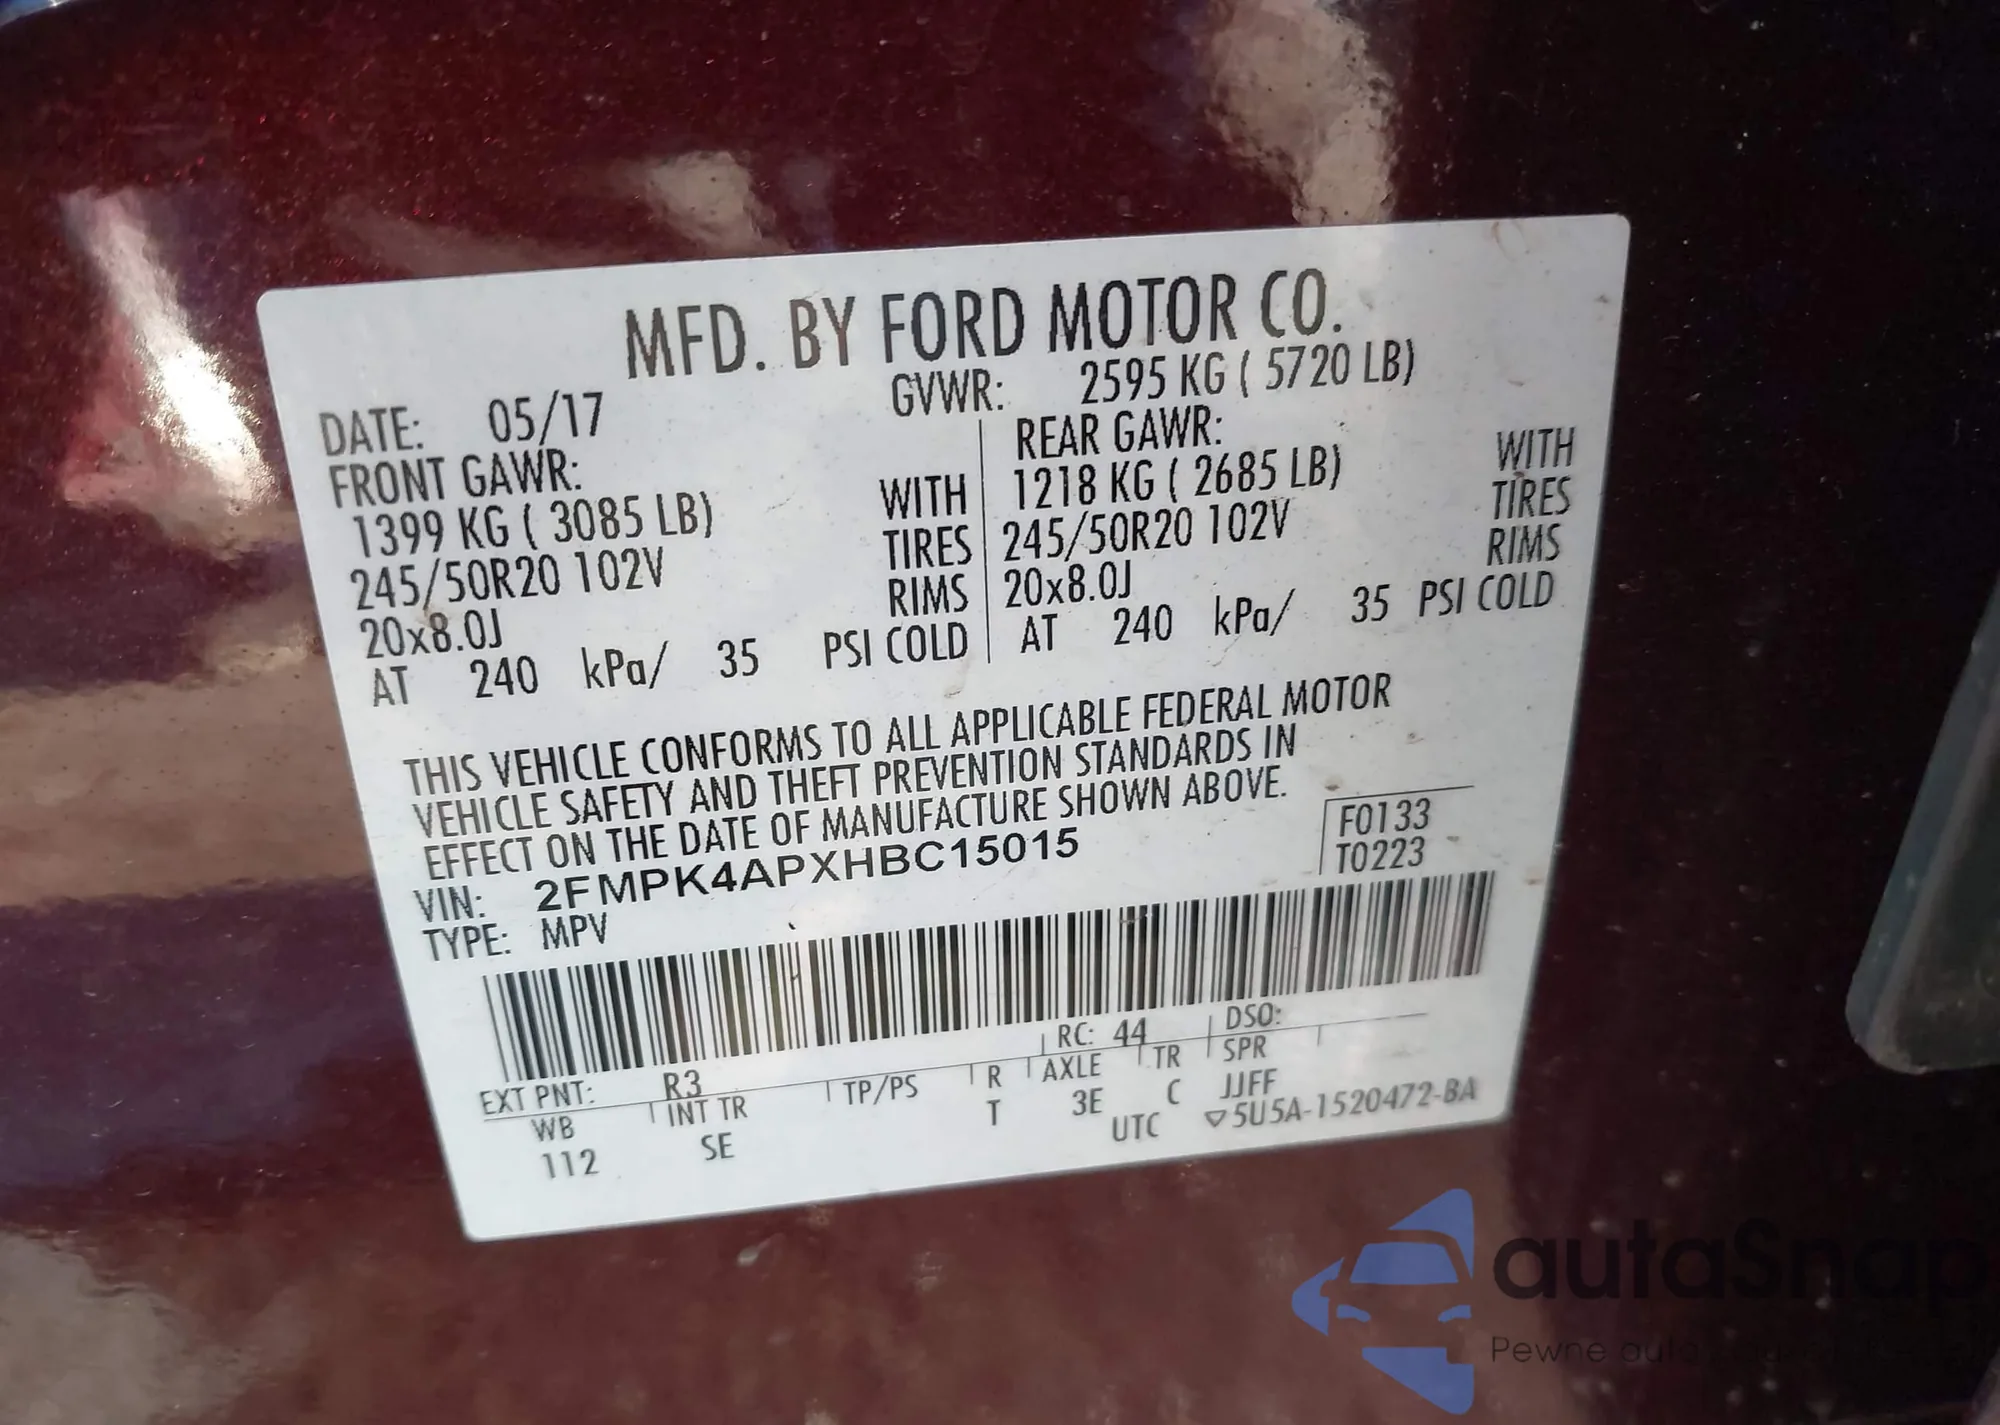 MFD. BY FORD MOTOR CO.
DATE: 05/17 GVWR: 2595 KG ( 5720 LB)
FRONT GAWR: REAR GAWR:
1399 KG ( 3085 LB) WITH 1218 KG ( 2685 LB) WITH
245/50R20 102V TIRES 245/50R20 102V TIRES
20x8.0J RIMS 20x8.0J RIMS
AT 240 kPa/ 35 PSI COLD AT 240 kPa/ 35 PSI COLD
THIS VEHICLE CONFORMS TO ALL APPLICABLE FEDERAL MOTOR
VEHICLE SAFETY AND THEFT PREVENTION STANDARDS IN
EFFECT ON THE DATE OF MANUFACTURE SHOWN ABOVE.
VIN: 2FMPK4APXHBC15015 F0133
TYPE: MPV T0223
EXT PNT: R3 RC: 44 DSO:
WB INT TR TP/PS R AXLE TR SPR
112 SE T 3E C JJFF
UTC ▽5U5A-1520472-BA
autaSnap
Pewne auta